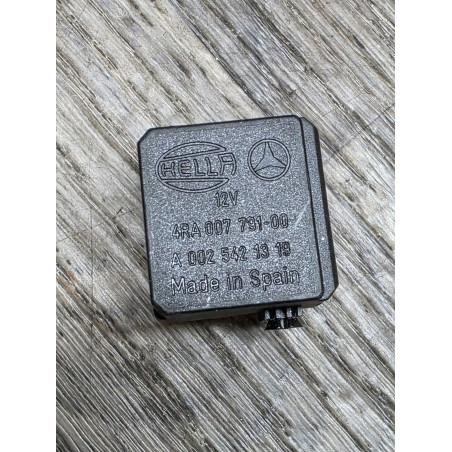 HELLA
12V
4RA 007 791-00
A 002 542 13 19
Made in Spain